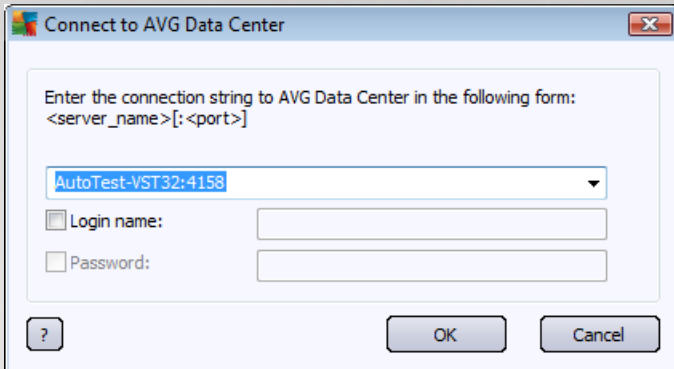 Connect to AVG Data Center
Enter the connection string to AVG Data Center in the following form:
<server_name>[:<port>]
AutoTest-VST32:4158
Login name:
Password:
?
OK
Cancel